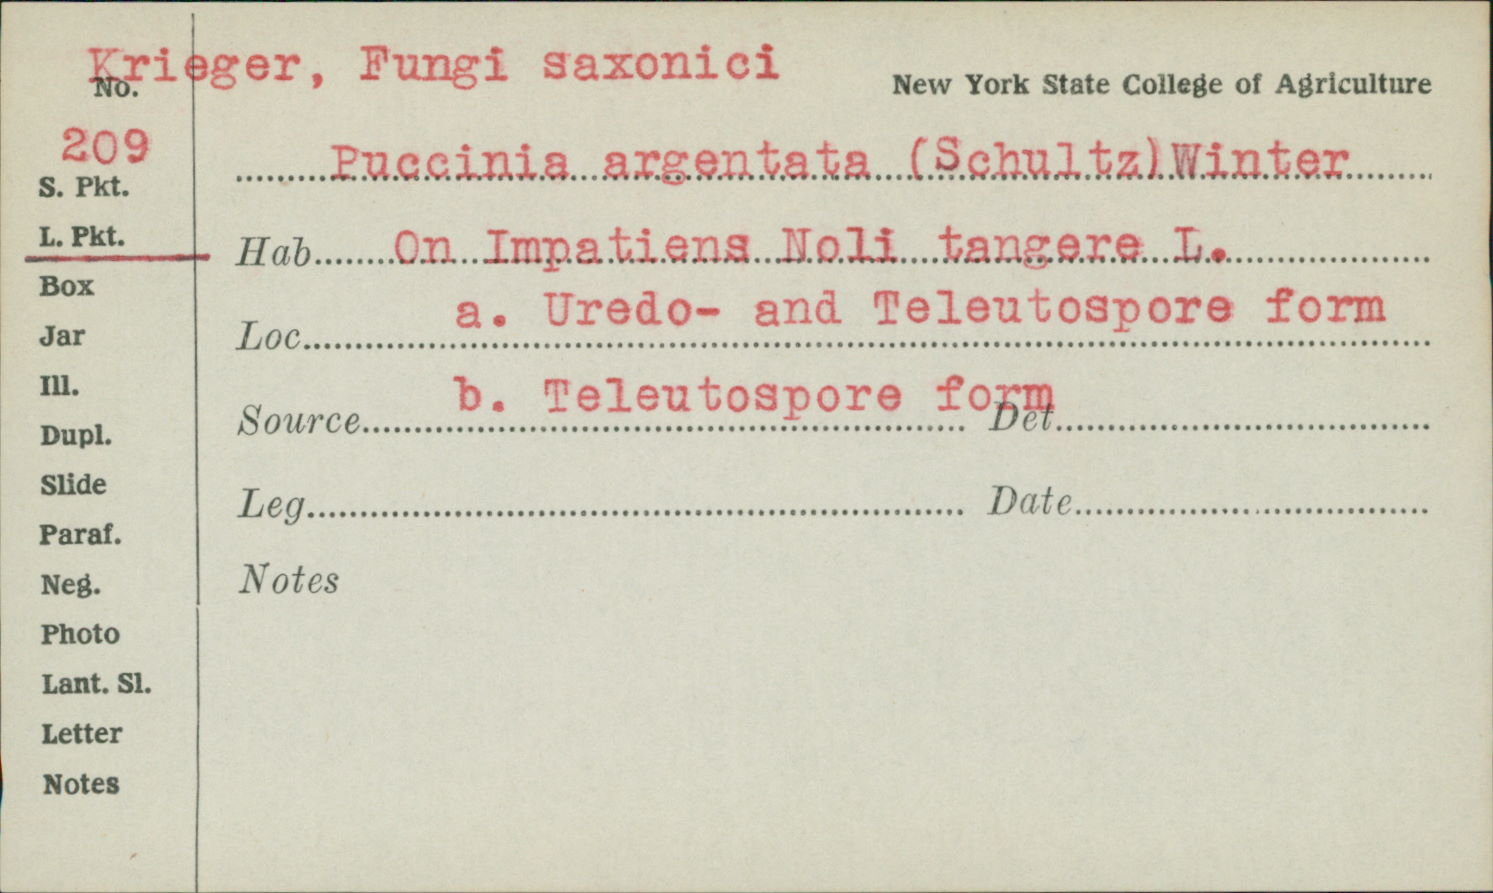 Krieger, Fungi saxonici
No.
New York State College of Agriculture
209
Puccinia argentata (Schultz)Winter
S. Pkt.
L. Pkt.
Hab. On Impatiens Noli tangere L.
Box
a. Uredo- and Teleutospore form
Jar
Loc.
Ill.
b. Teleutospore form
Source Det.
Dupl.
Slide
Leg. Date
Paraf.
Neg.
Notes
Photo
Lant. Sl.
Letter
Notes